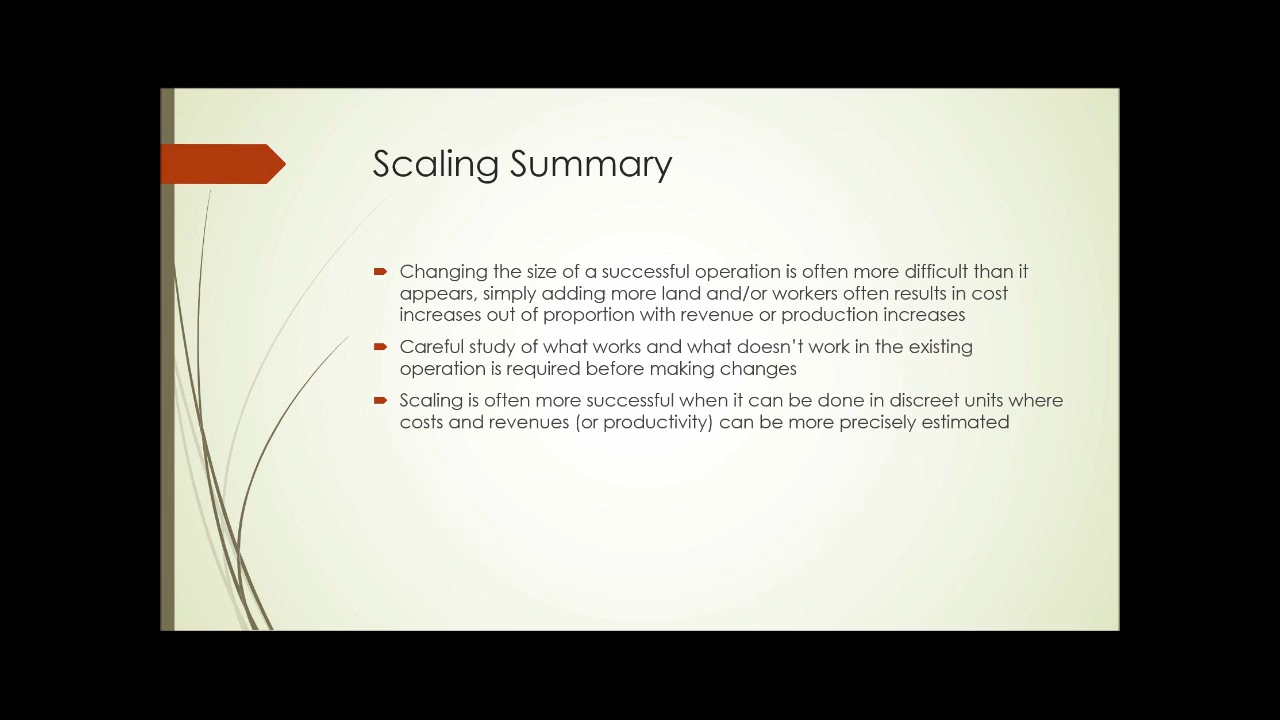 Scaling Summary
Changing the size of a successful operation is often more difficult than it
appears, simply adding more land and/or workers often results in cost
increases out of proportion with revenue or production increases
Careful study of what works and what doesn’t work in the existing
operation is required before making changes
Scaling is often more successful when it can be done in discreet units where
costs and revenues (or productivity) can be more precisely estimated